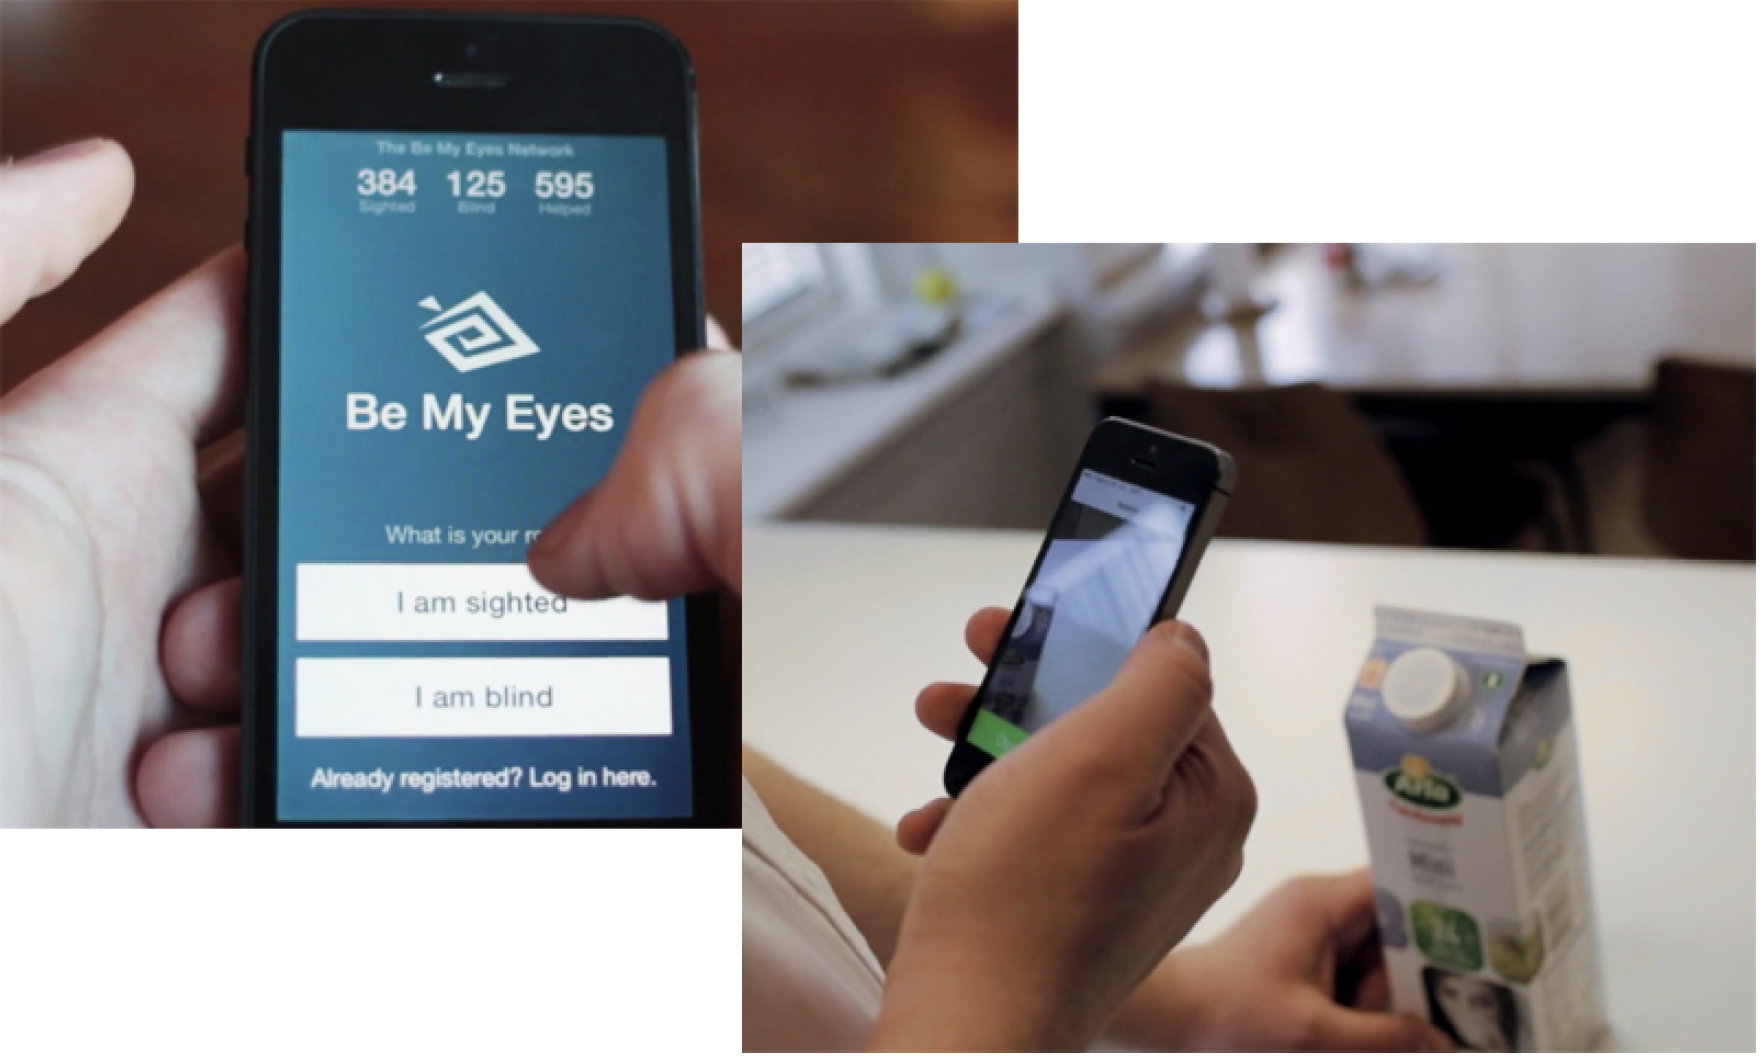 The Be My Eyes Network
384 125 595
Sighted Blind Helped
Be My Eyes
What is your
I am sighted
I am blind
Already registered? Log in here.
Arla
24